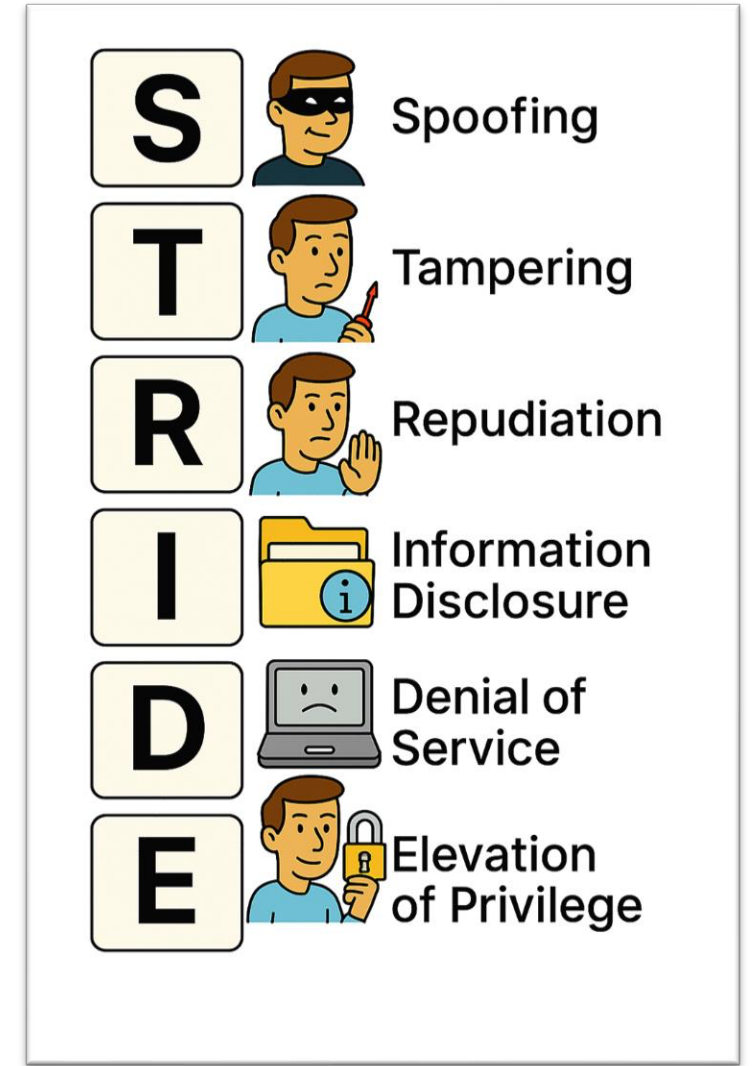 S
Spoofing
T
Tampering
R
Repudiation
I
i
Information
Disclosure
D
Denial of
Service
E
Elevation
of Privilege